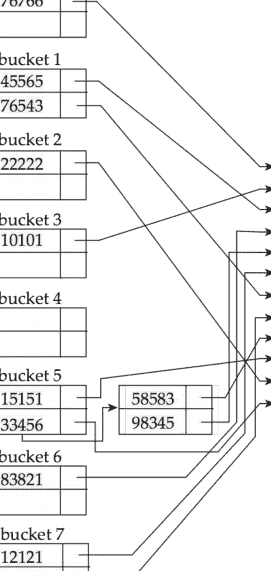 76766
bucket 1
45565
76543
bucket 2
22222
bucket 3
10101
bucket 4
bucket 5
15151
58583
33456
98345
bucket 6
83821
bucket 7
12121